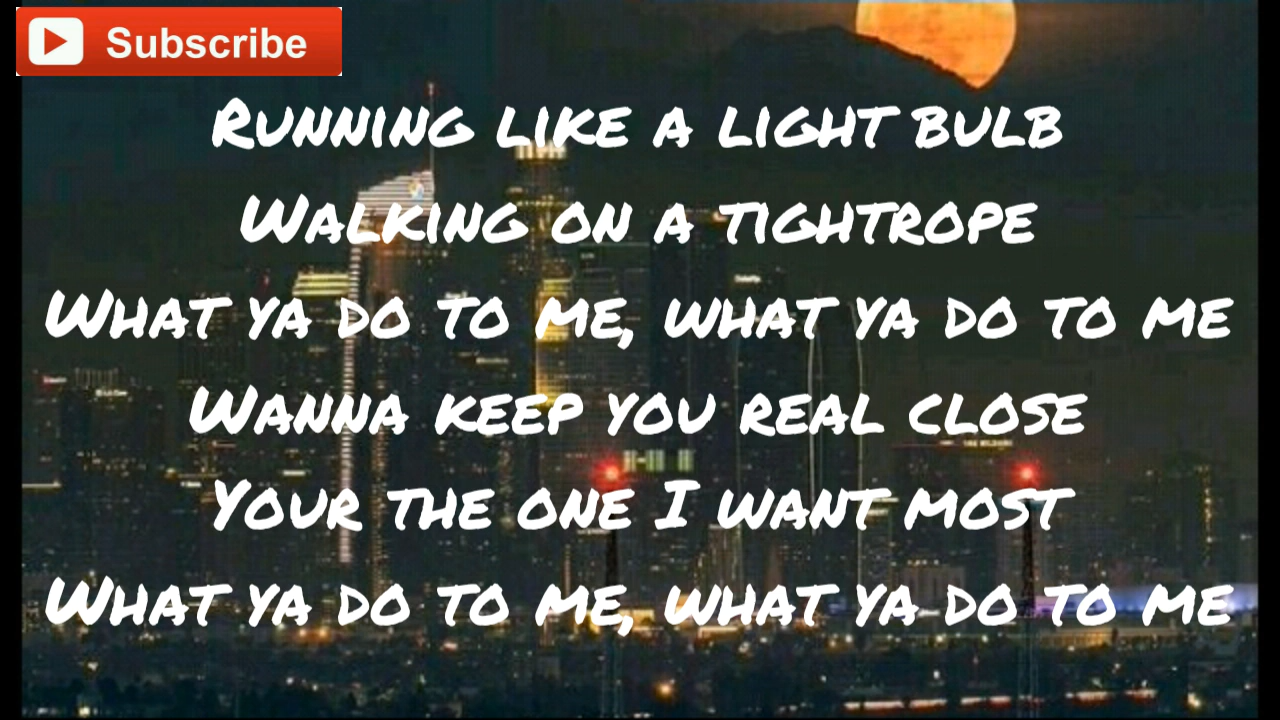 Subscribe
Running like a light bulb
Walking on a tightrope
What ya do to me, what ya do to me
Wanna keep you real close
Your the one I want most
What ya do to me, what ya do to me